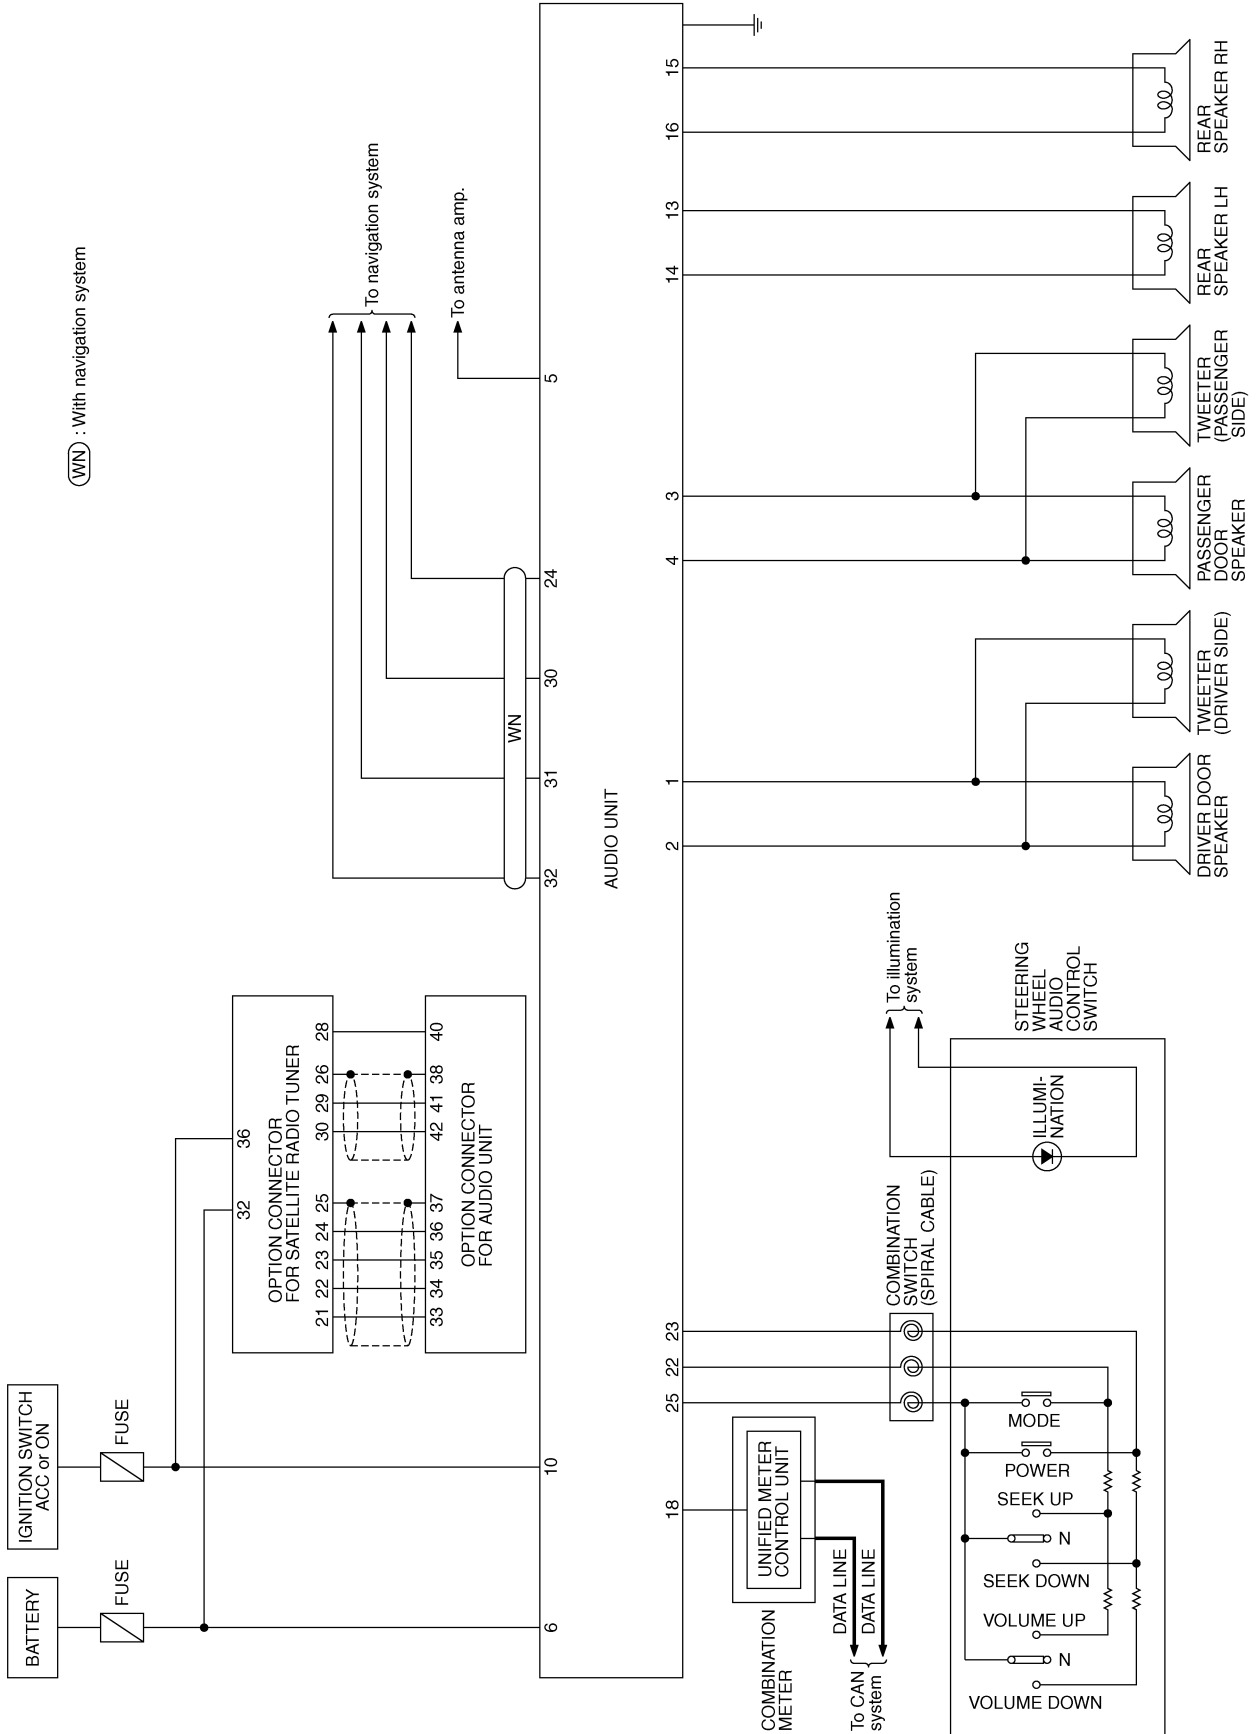 WN : With navigation system
IGNITION SWITCH
ACC or ON
BATTERY
FUSE
FUSE
36
32
OPTION CONNECTOR
FOR SATELLITE RADIO TUNER
21 22 23 24 25 30 29 26 28
33 34 35 36 37 42 41 38 40
OPTION CONNECTOR
FOR AUDIO UNIT
To navigation system
To antenna amp.
WN
6
10
32
31
30
24
5
AUDIO UNIT
18
25
22
23
2
1
4
3
14
13
16
15
UNIFIED METER
CONTROL UNIT
COMBINATION
METER
DATA LINE
DATA LINE
To CAN
system
COMBINATION
SWITCH
(SPIRAL CABLE)
To illumination
system
STEERING
WHEEL
AUDIO
CONTROL
SWITCH
ILLUMI-
NATION
MODE
POWER
SEEK UP
N
SEEK DOWN
VOLUME UP
N
VOLUME DOWN
DRIVER DOOR
SPEAKER
TWEETER
(DRIVER SIDE)
PASSENGER
DOOR
SPEAKER
TWEETER
(PASSENGER
SIDE)
REAR
SPEAKER LH
REAR
SPEAKER RH